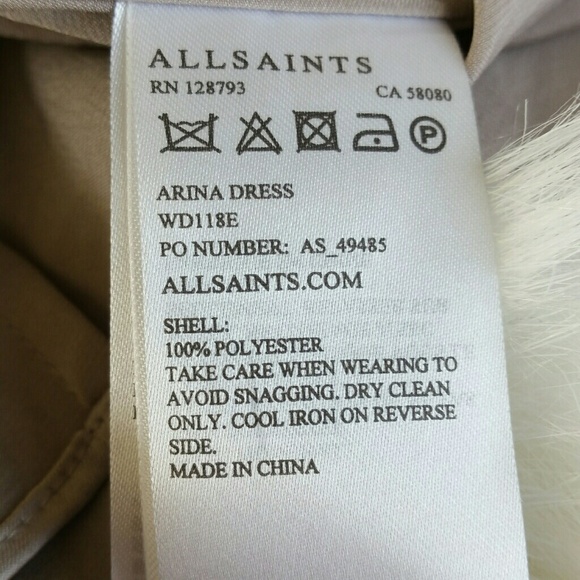 ALLSAINTS
RN 128793 CA 58080
P
ARINA DRESS
WD118E
PO NUMBER: AS_49485
ALLSAINTS.COM
SHELL:
100% POLYESTER
TAKE CARE WHEN WEARING TO
AVOID SNAGGING. DRY CLEAN
ONLY. COOL IRON ON REVERSE
SIDE.
MADE IN CHINA